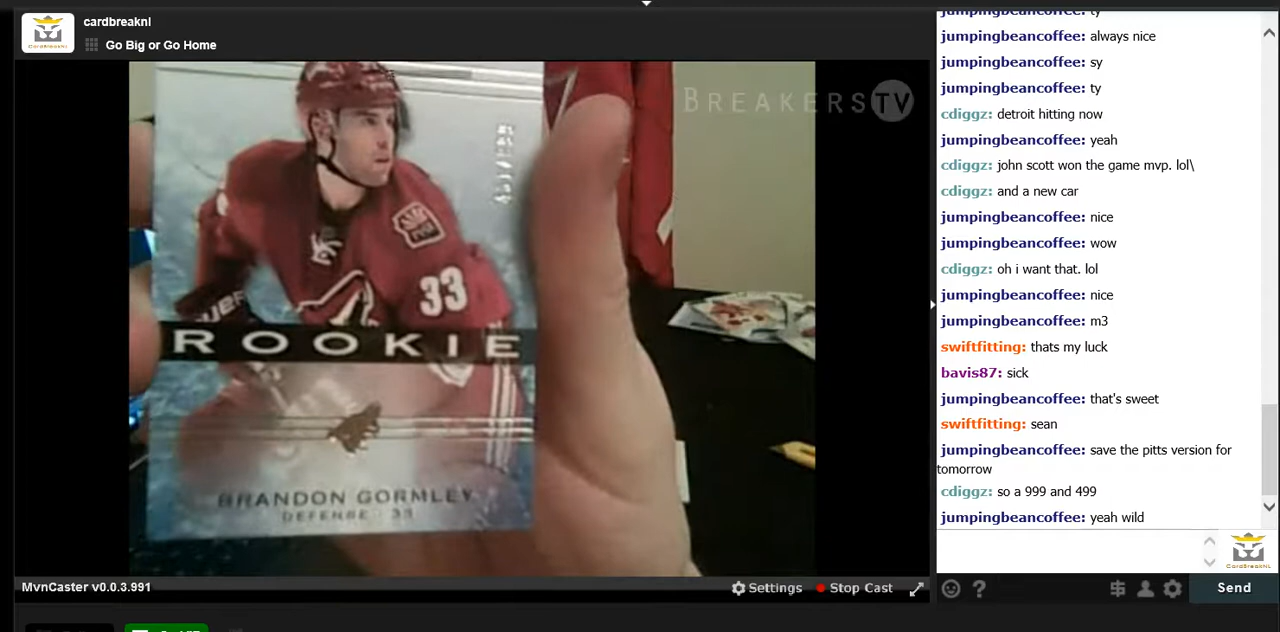 cardbreaknl
Go Big or Go Home
BREAKERSTV
33
ROOKIE
BRANDON GORMLEY
DEFENSE · 33
MvnCaster v0.0.3.991
Settings
Stop Cast
jumpingbeancoffee: ty
jumpingbeancoffee: always nice
jumpingbeancoffee: sy
jumpingbeancoffee: ty
cdiggz: detroit hitting now
jumpingbeancoffee: yeah
cdiggz: john scott won the game mvp. lol\
cdiggz: and a new car
jumpingbeancoffee: nice
jumpingbeancoffee: wow
cdiggz: oh i want that. lol
jumpingbeancoffee: nice
jumpingbeancoffee: m3
swiftfitting: thats my luck
bavis87: sick
jumpingbeancoffee: that's sweet
swiftfitting: sean
jumpingbeancoffee: save the pitts version for
tomorrow
cdiggz: so a 999 and 499
jumpingbeancoffee: yeah wild
CardBreakNL
Send